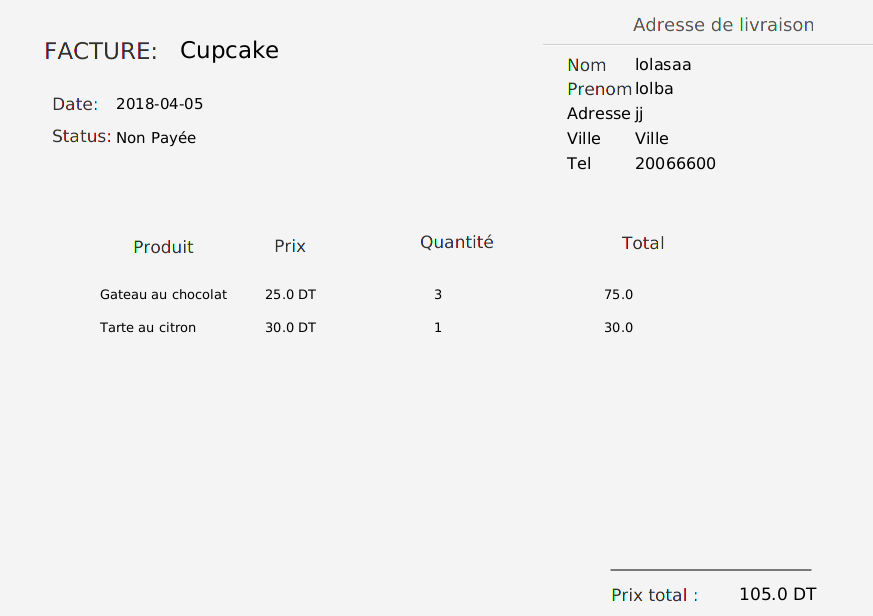 FACTURE: Cupcake
Date: 2018-04-05
Status: Non Payée
Adresse de livraison
Nom lolasaa
Prenom lolba
Adresse jj
Ville Ville
Tel 20066600
Produit Prix Quantité Total
Gateau au chocolat 25.0 DT 3 75.0
Tarte au citron 30.0 DT 1 30.0
Prix total : 105.0 DT